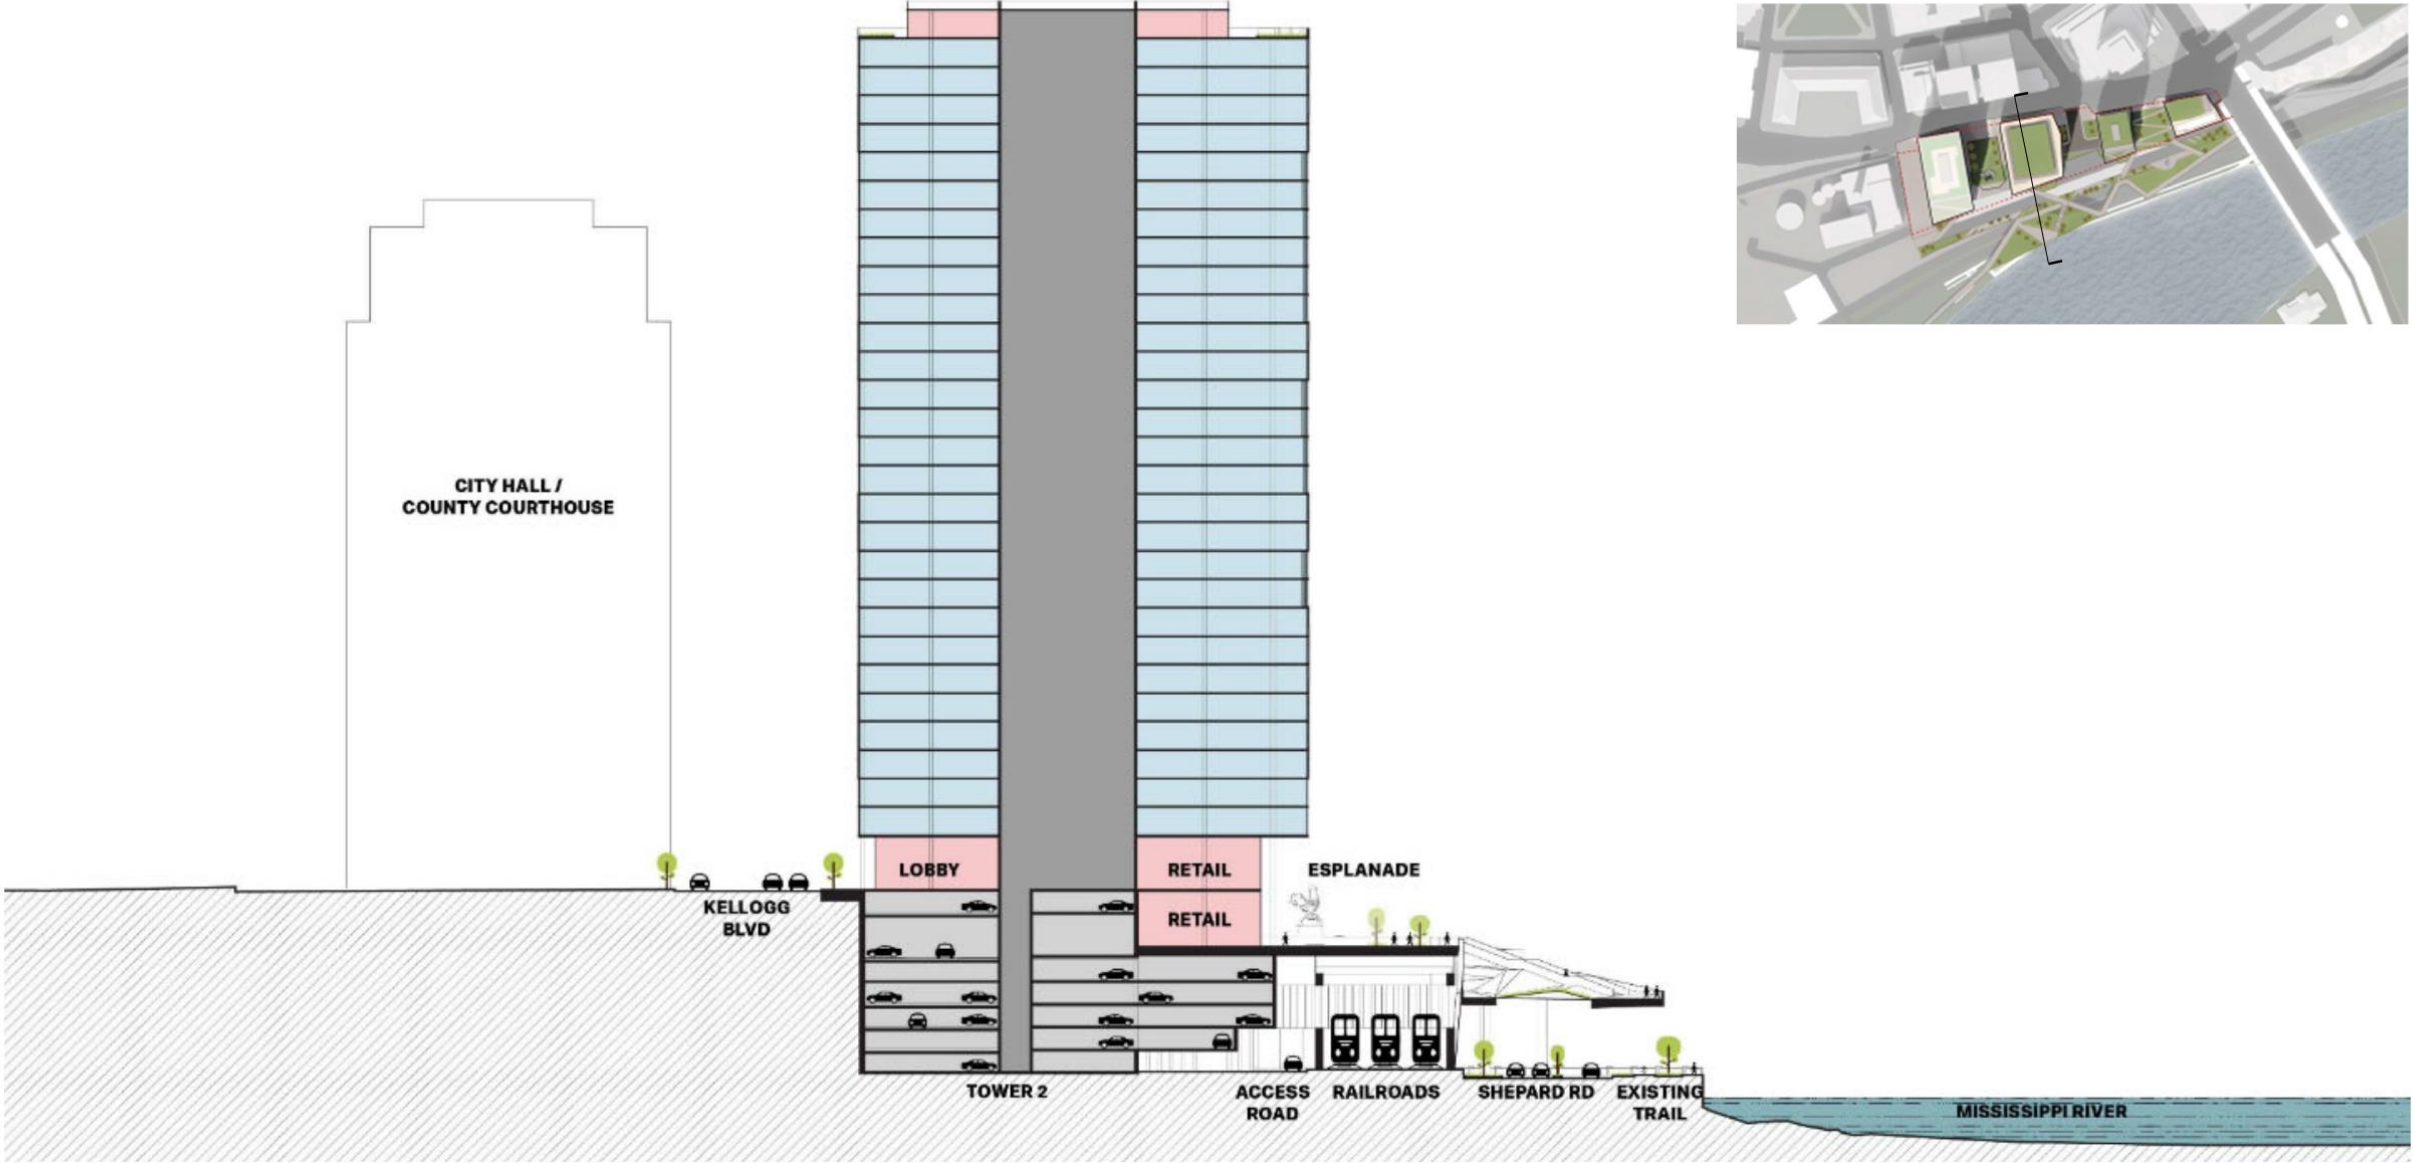 CITY HALL /
COUNTY COURTHOUSE
LOBBY
RETAIL
ESPLANADE
KELLOGG
BLVD
RETAIL
TOWER 2
ACCESS
ROAD
RAILROADS
SHEPARD RD
EXISTING
TRAIL
MISSISSIPPI RIVER